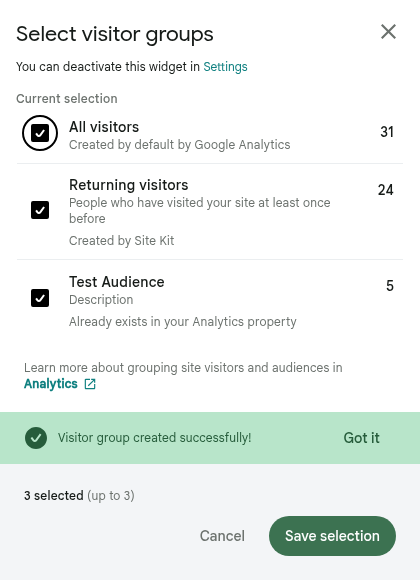 Select visitor groups
You can deactivate this widget in Settings
Current selection
All visitors
31
Created by default by Google Analytics
Returning visitors
24
People who have visited your site at least once
before
Created by Site Kit
Test Audience
5
Description
Already exists in your Analytics property
Learn more about grouping site visitors and audiences in
Analytics
Visitor group created successfully!
Got it
3 selected (up to 3)
Cancel
Save selection